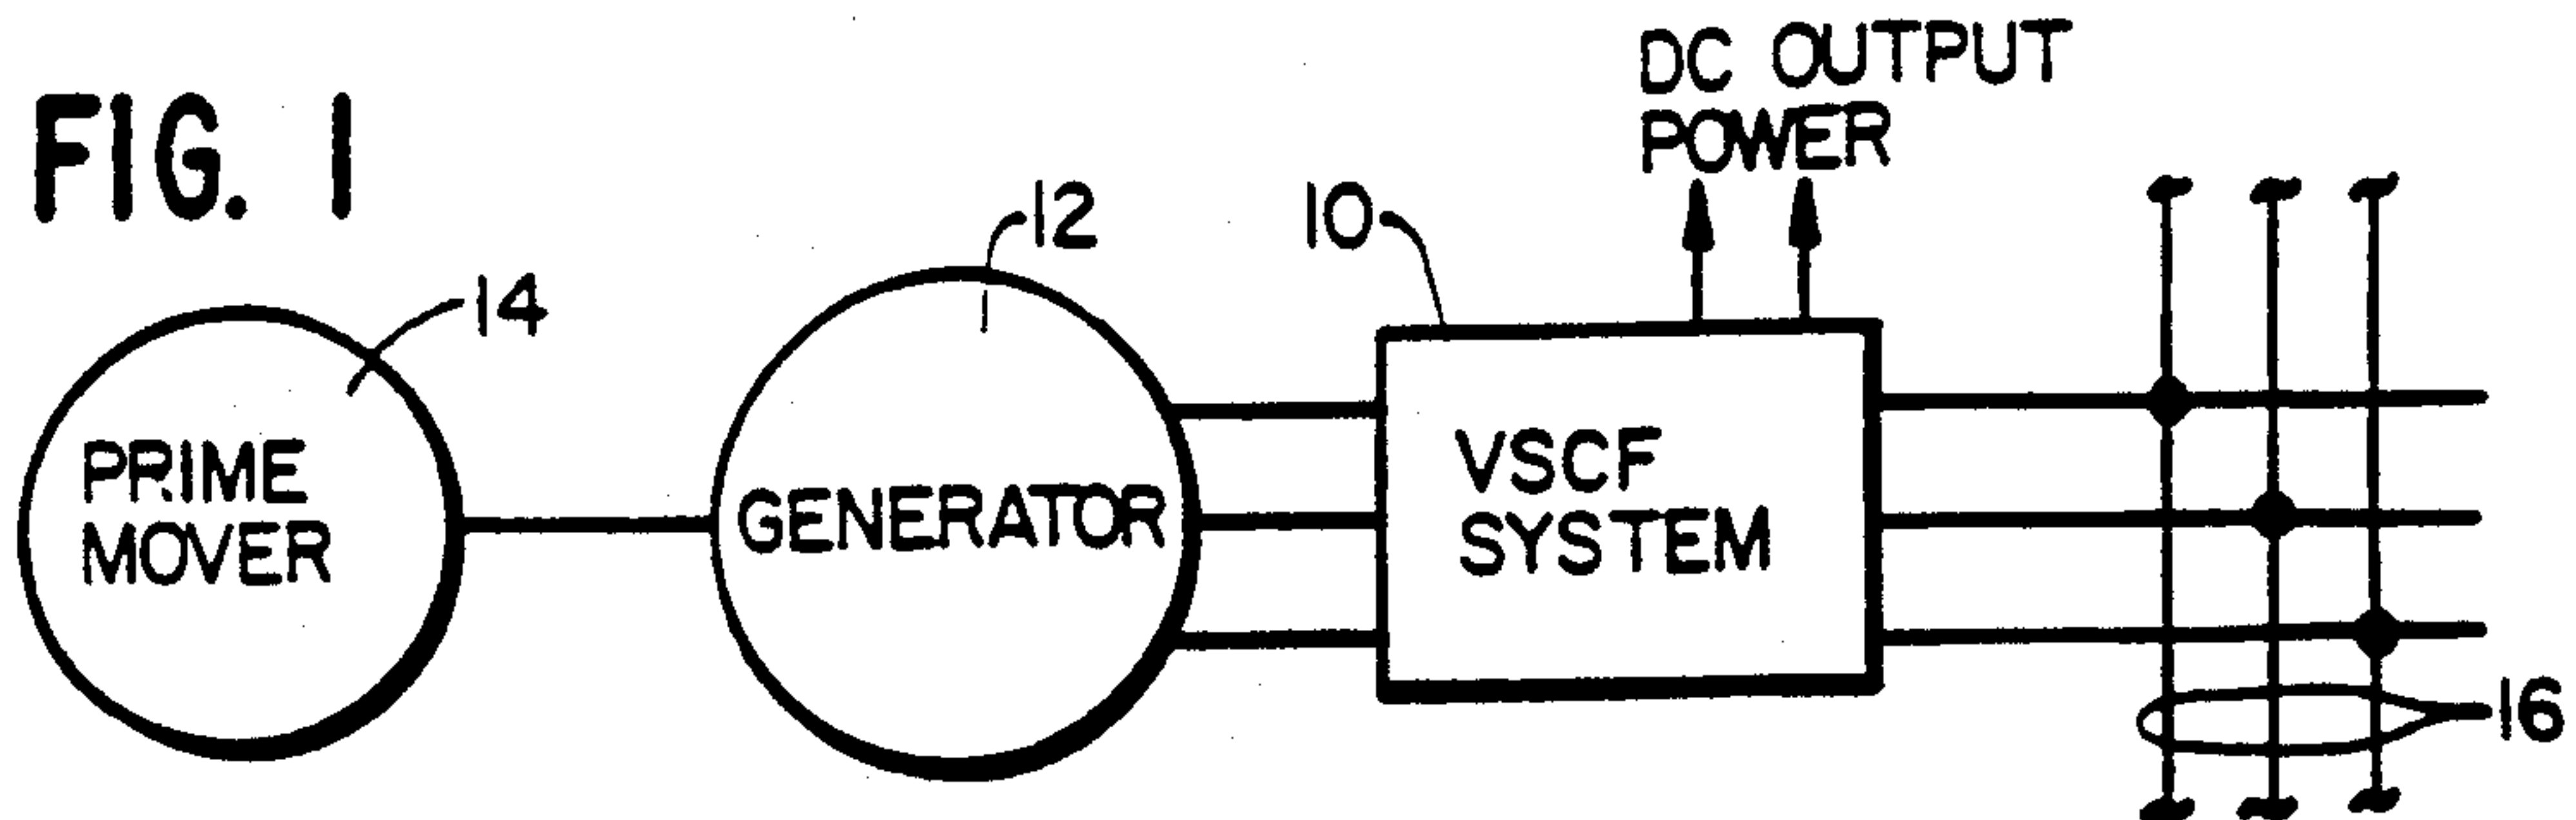 FIG. 1
DC OUTPUT
POWER
12
10
14
PRIME
MOVER
GENERATOR
VSCF
SYSTEM
16